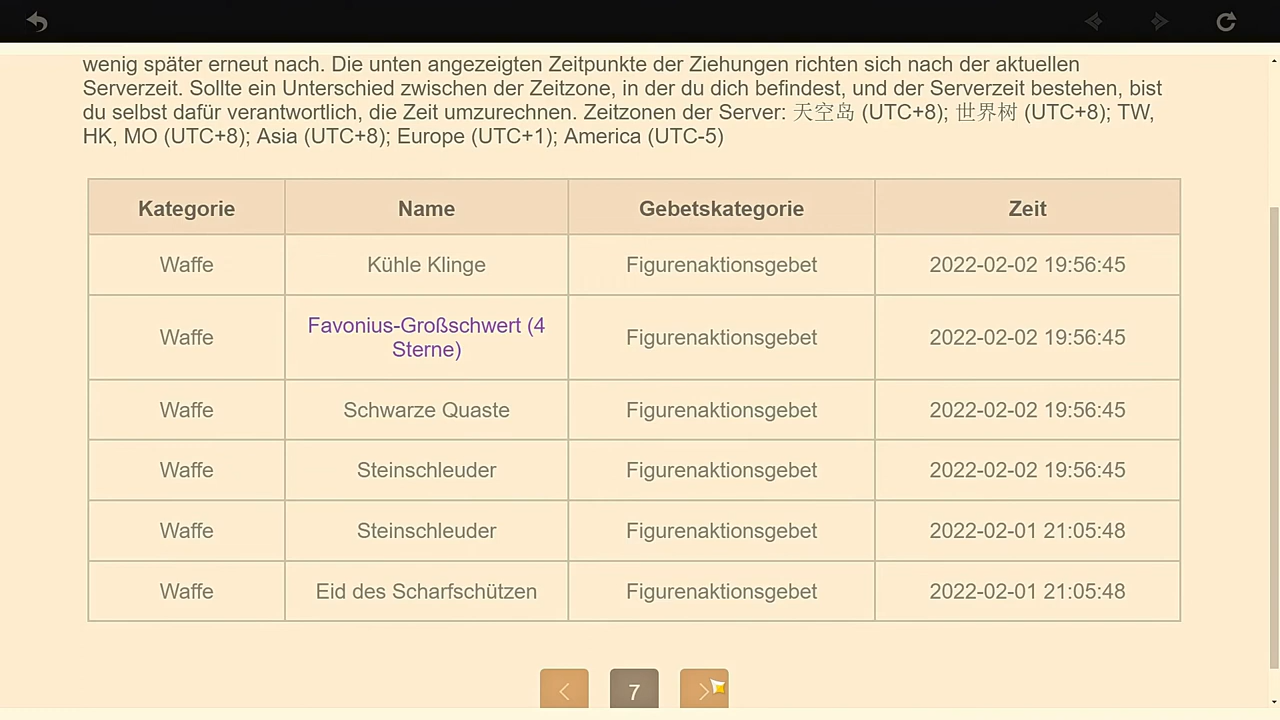 wenig später erneut nach. Die unten angezeigten Zeitpunkte der Ziehungen richten sich nach der aktuellen
Serverzeit. Sollte ein Unterschied zwischen der Zeitzone, in der du dich befindest, und der Serverzeit bestehen, bist
du selbst dafür verantwortlich, die Zeit umzurechnen. Zeitzonen der Server: 天空岛 (UTC+8); 世界树 (UTC+8); TW,
HK, MO (UTC+8); Asia (UTC+8); Europe (UTC+1); America (UTC-5)
Kategorie Name Gebetskategorie Zeit
Waffe Kühle Klinge Figurenaktionsgebet 2022-02-02 19:56:45
Waffe Favonius-Großschwert (4
Sterne) Figurenaktionsgebet 2022-02-02 19:56:45
Waffe Schwarze Quaste Figurenaktionsgebet 2022-02-02 19:56:45
Waffe Steinschleuder Figurenaktionsgebet 2022-02-02 19:56:45
Waffe Steinschleuder Figurenaktionsgebet 2022-02-01 21:05:48
Waffe Eid des Scharfschützen Figurenaktionsgebet 2022-02-01 21:05:48
7